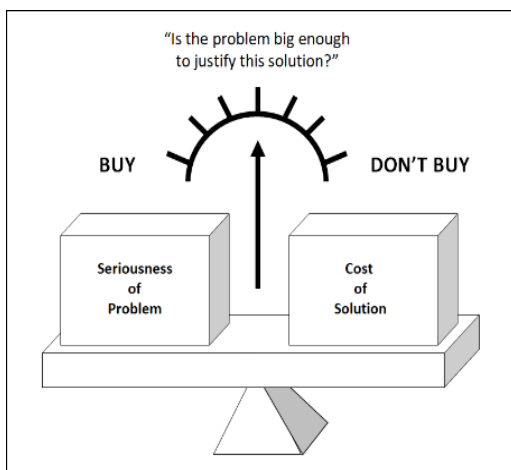 “Is the problem big enough
to justify this solution?”
BUY
DON’T BUY
Seriousness
of
Problem
Cost
of
Solution